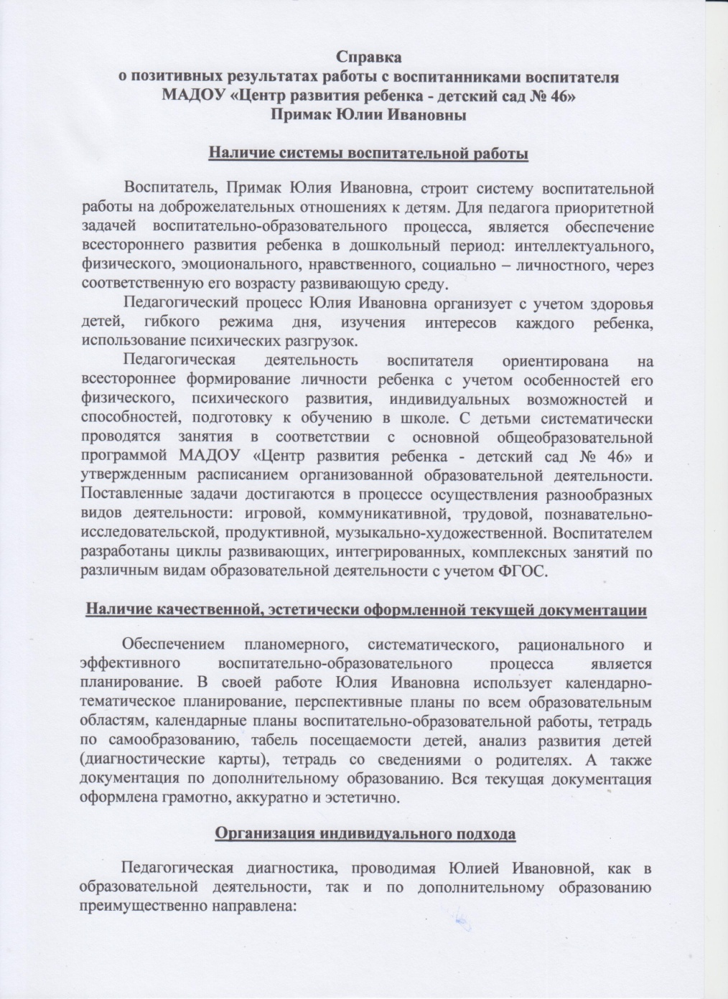 Справка
о позитивных результатах работы с воспитанниками воспитателя
МАДОУ «Центр развития ребенка - детский сад № 46»
Примак Юлии Ивановны
Наличие системы воспитательной работы
Воспитатель, Примак Юлия Ивановна, строит систему воспитательной
работы на доброжелательных отношениях к детям. Для педагога приоритетной
задачей воспитательно-образовательного процесса, является обеспечение
всестороннего развития ребенка в дошкольный период: интеллектуального,
физического, эмоционального, нравственного, социально – личностного, через
соответственную его возрасту развивающую среду.
Педагогический процесс Юлия Ивановна организует с учетом здоровья
детей, гибкого режима дня, изучения интересов каждого ребенка,
использование психических разгрузок.
Педагогическая деятельность воспитателя ориентирована на
всестороннее формирование личности ребенка с учетом особенностей его
физического, психического развития, индивидуальных возможностей и
способностей, подготовку к обучению в школе. С детьми систематически
проводятся занятия в соответствии с основной общеобразовательной
программой МАДОУ «Центр развития ребенка - детский сад № 46» и
утвержденным расписанием организованной образовательной деятельности.
Поставленные задачи достигаются в процессе осуществления разнообразных
видов деятельности: игровой, коммуникативной, трудовой, познавательно-
исследовательской, продуктивной, музыкально-художественной. Воспитателем
разработаны циклы развивающих, интегрированных, комплексных занятий по
различным видам образовательной деятельности с учетом ФГОС.
Наличие качественной, эстетически оформленной текущей документации
Обеспечением планомерного, систематического, рационального и
эффективного воспитательно-образовательного процесса является
планирование. В своей работе Юлия Ивановна использует календарно-
тематическое планирование, перспективные планы по всем образовательным
областям, календарные планы воспитательно-образовательной работы, тетрадь
по самообразованию, табель посещаемости детей, анализ развития детей
(диагностические карты), тетрадь со сведениями о родителях. А также
документация по дополнительному образованию. Вся текущая документация
оформлена грамотно, аккуратно и эстетично.
Организация индивидуального подхода
Педагогическая диагностика, проводимая Юлией Ивановной, как в
образовательной деятельности, так и по дополнительному образованию
преимущественно направлена: